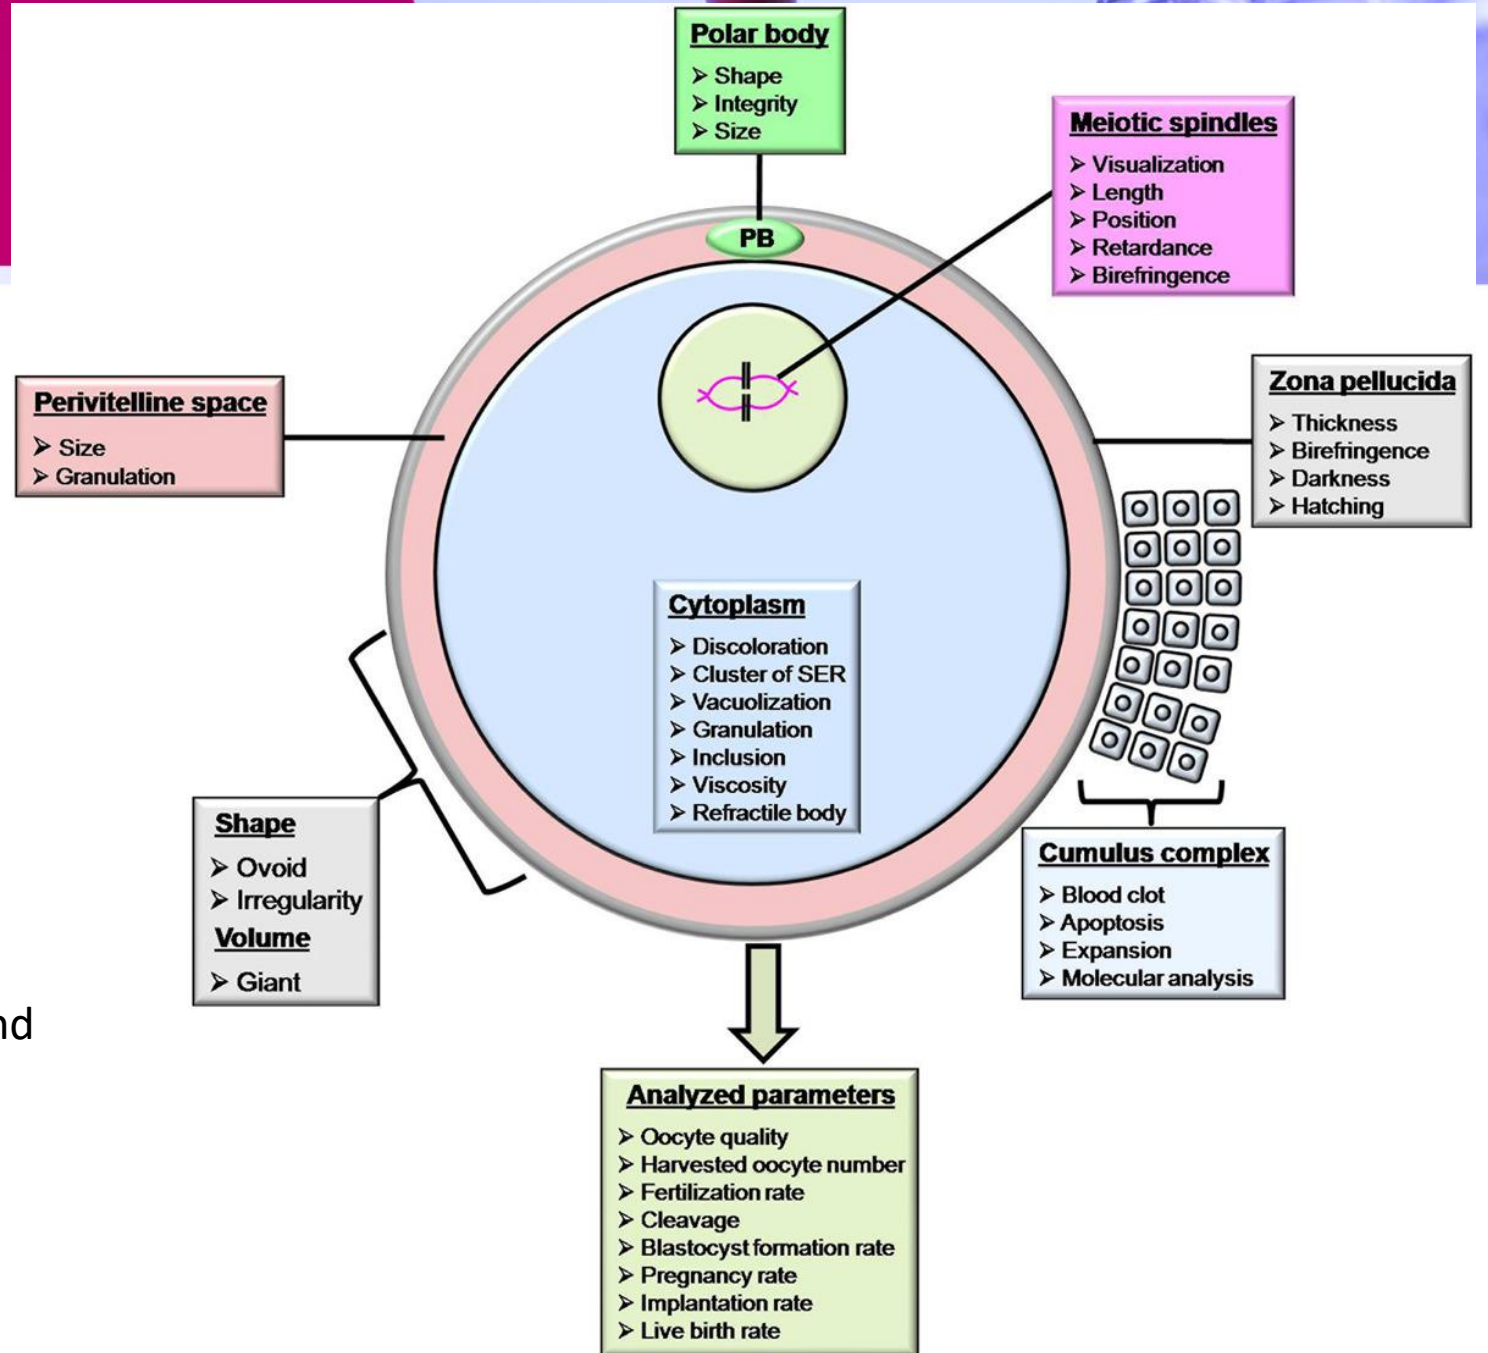 Polar body
➢ Shape
➢ Integrity
➢ Size
Meiotic spindles
➢ Visualization
➢ Length
➢ Position
➢ Retardance
➢ Birefringence
PB
Perivitelline space
➢ Size
➢ Granulation
Zona pellucida
➢ Thickness
➢ Birefringence
➢ Darkness
➢ Hatching
Cytoplasm
➢ Discoloration
➢ Cluster of SER
➢ Vacuolization
➢ Granulation
➢ Inclusion
➢ Viscosity
➢ Refractile body
Shape
➢ Ovoid
➢ Irregularity
Volume
➢ Giant
Cumulus complex
➢ Blood clot
➢ Apoptosis
➢ Expansion
➢ Molecular analysis
nd
Analyzed parameters
➢ Oocyte quality
➢ Harvested oocyte number
➢ Fertilization rate
➢ Cleavage
➢ Blastocyst formation rate
➢ Pregnancy rate
➢ Implantation rate
➢ Live birth rate